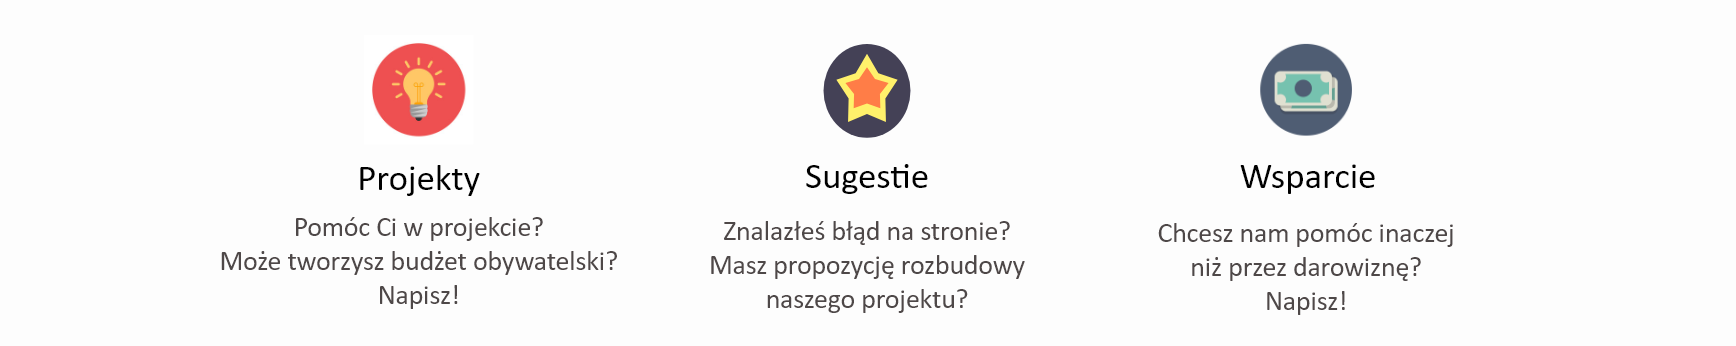 Projekty
Pomóc Ci w projekcie?
Może tworzysz budżet obywatelski?
Napisz!
Sugestie
Znalazłeś błąd na stronie?
Masz propozycję rozbudowy
naszego projektu?
Wsparcie
Chcesz nam pomóc inaczej
niż przez darowiznę?
Napisz!